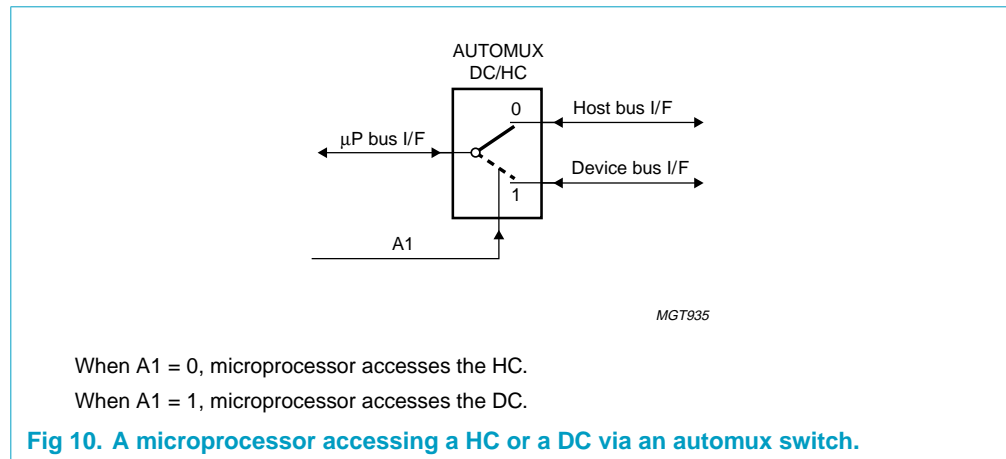 AUTOMUX
DC/HC
0
Host bus I/F
µP bus I/F
Device bus I/F
1
A1
MGT935
When A1 = 0, microprocessor accesses the HC.
When A1 = 1, microprocessor accesses the DC.
Fig 10. A microprocessor accessing a HC or a DC via an automux switch.